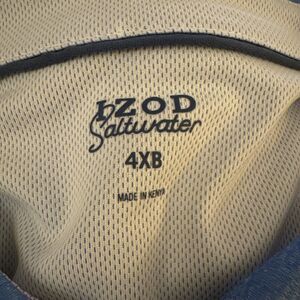 IZOD
Saltwater
4XB
MADE IN KENYA